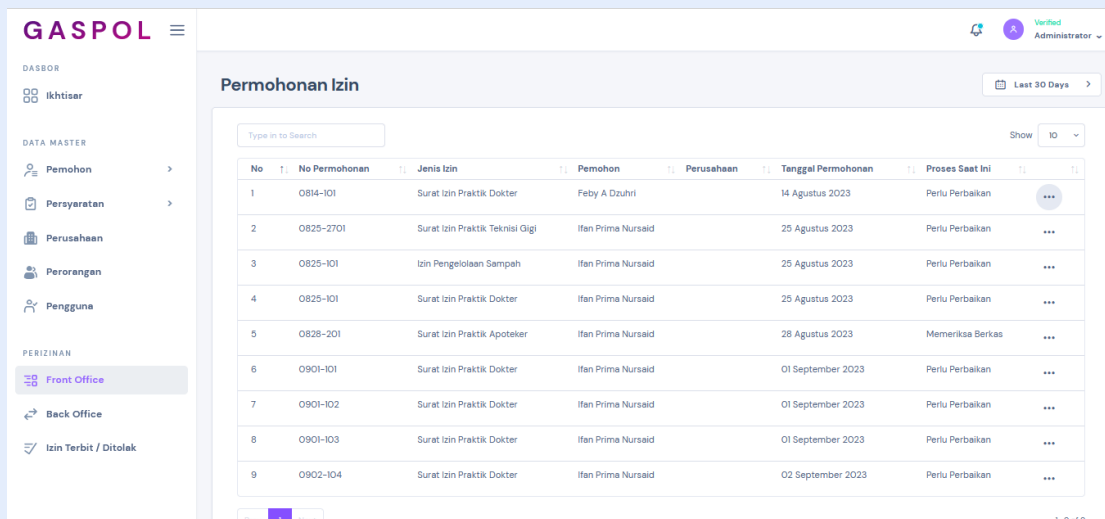 GASPOL
Verified
Administrator
DASBOR
Ikhtisar
DATA MASTER
Pemohon
Persyaratan
Perusahaan
Perorangan
Pengguna
PERIZINAN
Front Office
Back Office
Izin Terbit / Ditolak
Permohonan Izin
Last 30 Days
Type in to Search
Show 10
No No Permohonan Jenis Izin Pemohon Perusahaan Tanggal Permohonan Proses Saat Ini
1 0814-101 Surat Izin Praktik Dokter Feby A Dzuhri 14 Agustus 2023 Perlu Perbaikan
2 0825-2701 Surat Izin Praktik Teknisi Gigi Ifan Prima Nursaid 25 Agustus 2023 Perlu Perbaikan
3 0825-101 Izin Pengelolaan Sampah Ifan Prima Nursaid 25 Agustus 2023 Perlu Perbaikan
4 0825-101 Surat Izin Praktik Dokter Ifan Prima Nursaid 25 Agustus 2023 Perlu Perbaikan
5 0828-201 Surat Izin Praktik Apoteker Ifan Prima Nursaid 28 Agustus 2023 Memeriksa Berkas
6 0901-101 Surat Izin Praktik Dokter Ifan Prima Nursaid 01 September 2023 Perlu Perbaikan
7 0901-102 Surat Izin Praktik Dokter Ifan Prima Nursaid 01 September 2023 Perlu Perbaikan
8 0901-103 Surat Izin Praktik Dokter Ifan Prima Nursaid 01 September 2023 Perlu Perbaikan
9 0902-104 Surat Izin Praktik Dokter Ifan Prima Nursaid 02 September 2023 Perlu Perbaikan